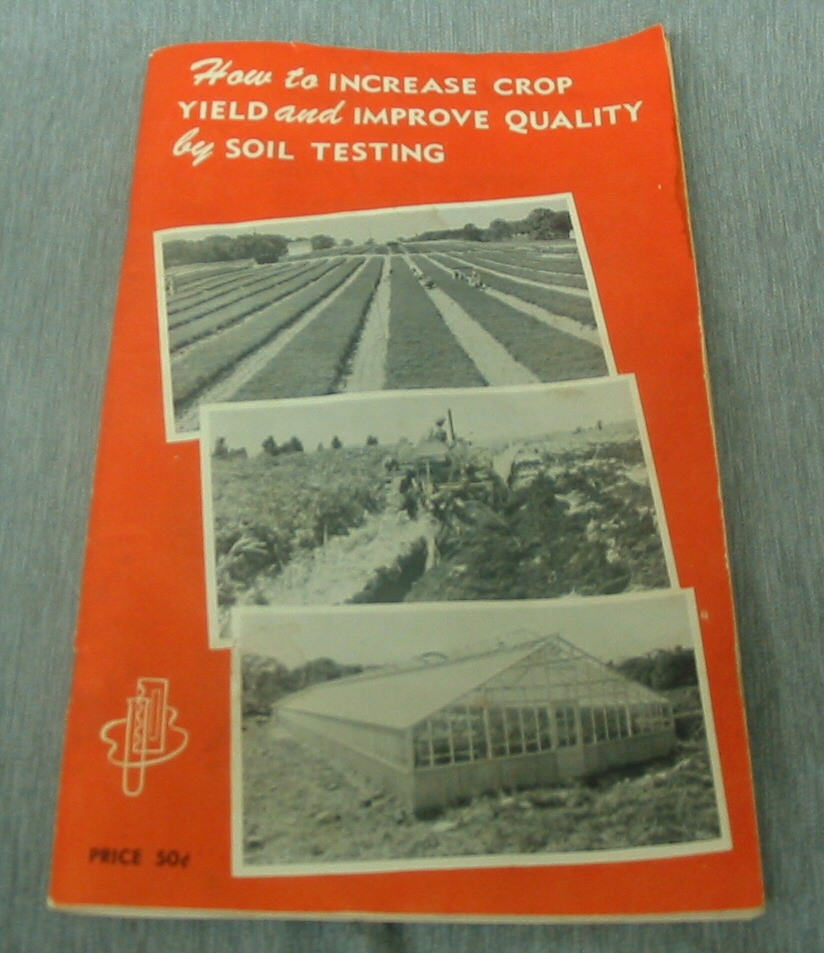 How to INCREASE CROP
YIELD and IMPROVE QUALITY
by SOIL TESTING
PRICE 50¢